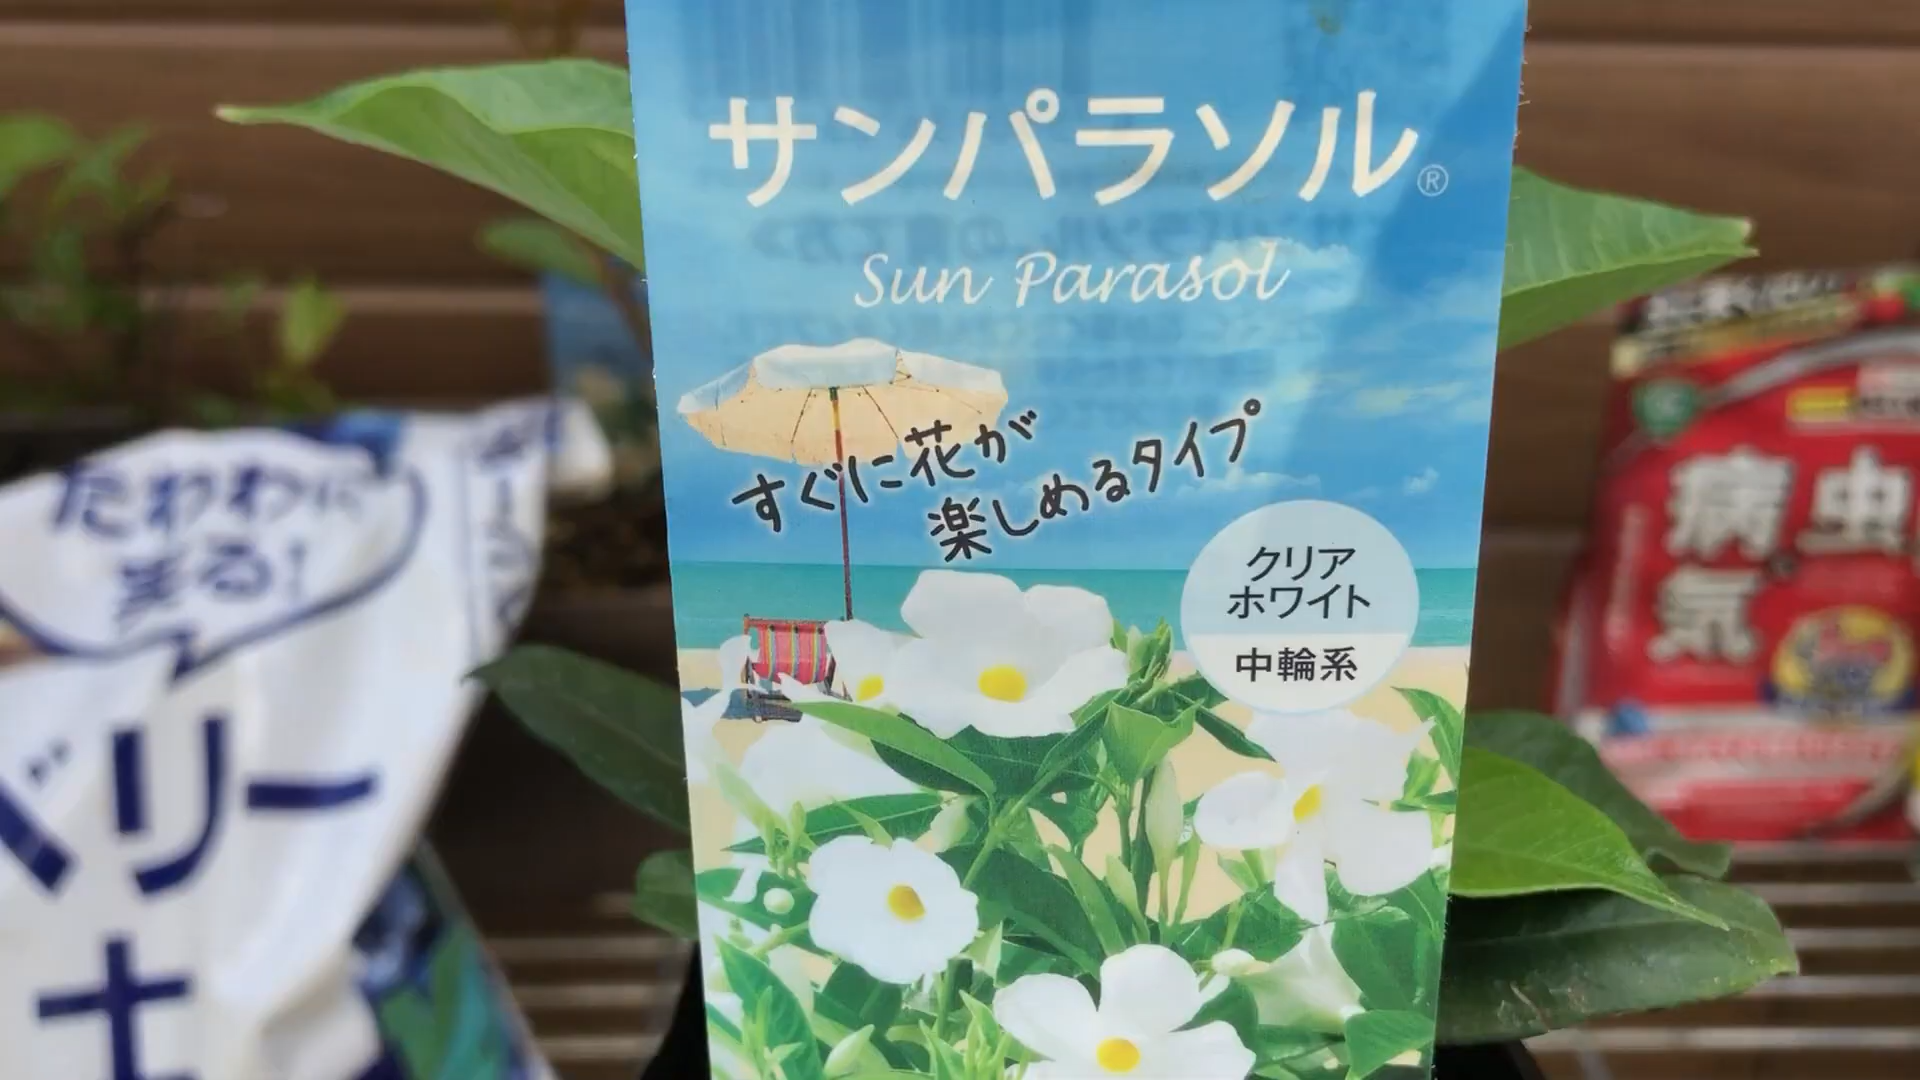 サンパラソル®
Sun Parasol
すぐに花が
楽しめるタイプ
クリア
ホワイト
中輪系
たわわに
実る!
ベリー
土
病虫
気